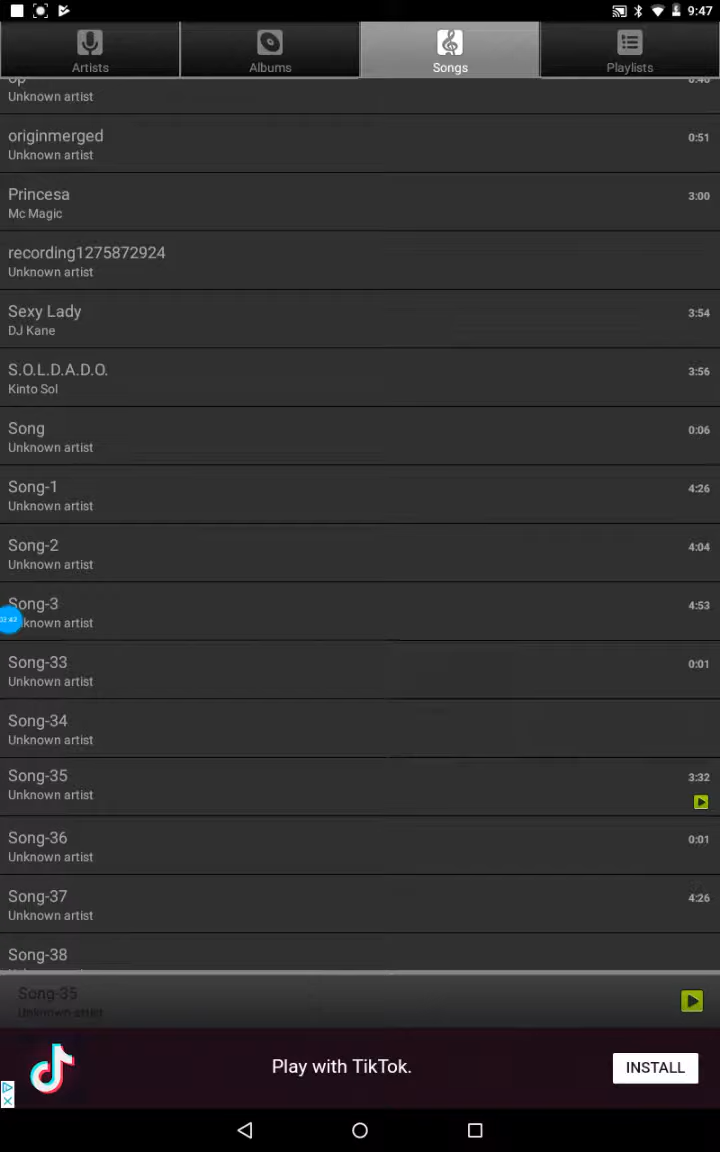 9:47
Artists
Albums
Songs
Playlists
op
Unknown artist
originmerged
0:51
Unknown artist
Princesa
3:00
Mc Magic
recording1275872924
Unknown artist
Sexy Lady
3:54
DJ Kane
S.O.L.D.A.D.O.
3:56
Kinto Sol
Song
0:06
Unknown artist
Song-1
4:26
Unknown artist
Song-2
4:04
Unknown artist
Song-3
4:53
Unknown artist
Song-33
0:01
Unknown artist
Song-34
Unknown artist
Song-35
3:32
Unknown artist
Song-36
0:01
Unknown artist
Song-37
4:26
Unknown artist
Song-38
Song-35
Unknown artist
Play with TikTok.
INSTALL